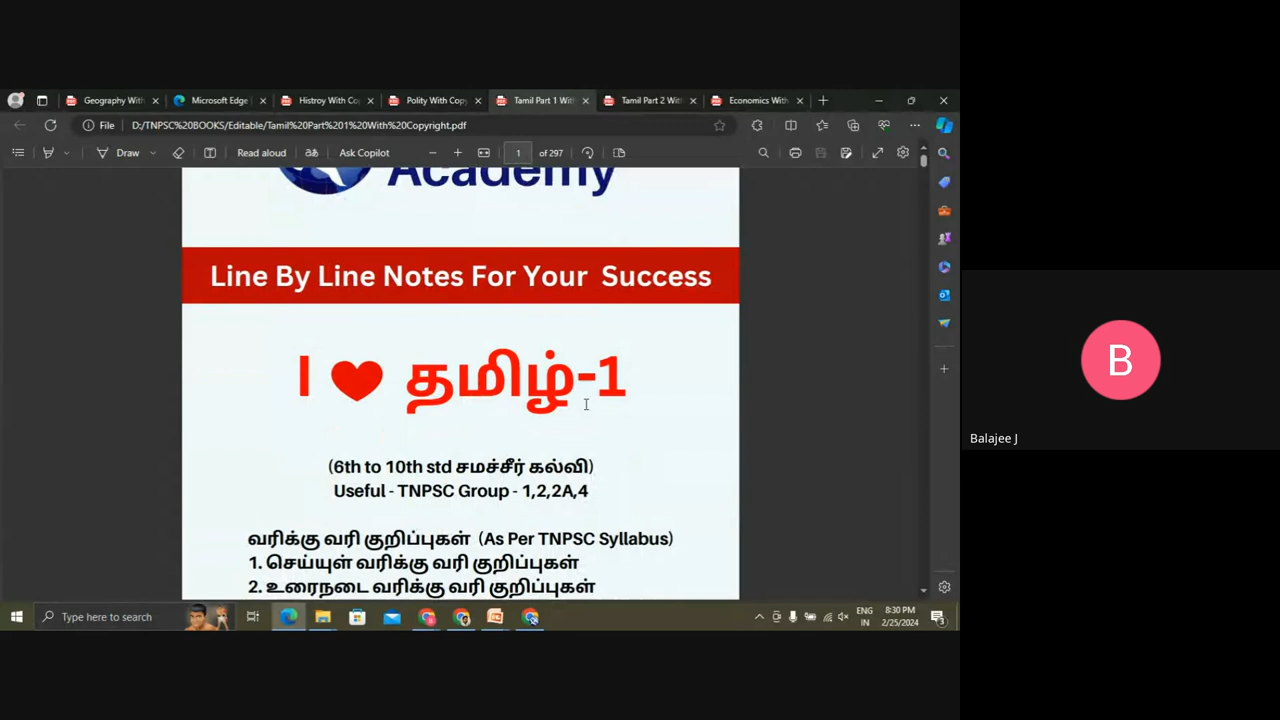 Geography With
Microsoft Edge
Histroy With Co
Polity With Copy
Tamil Part 1 With
Tamil Part 2 With
Economics With
File
D:/TNPSC%20BOOKS/Editable/Tamil%20Part%201%20With%20Copyright.pdf
Draw
Read aloud
Ask Copilot
1 of 297
Academy
Line By Line Notes For Your Success
I ❤ தமிழ்-1
(6th to 10th std சமச்சீர் கல்வி)
Useful - TNPSC Group - 1,2,2A,4
வரிக்கு வரி குறிப்புகள் (As Per TNPSC Syllabus)
1. செய்யுள் வரிக்கு வரி குறிப்புகள்
2. உரைநடை வரிக்கு வரி குறிப்புகள்
Type here to search
ENG
IN
8:30 PM
2/25/2024
3
B
Balajee J